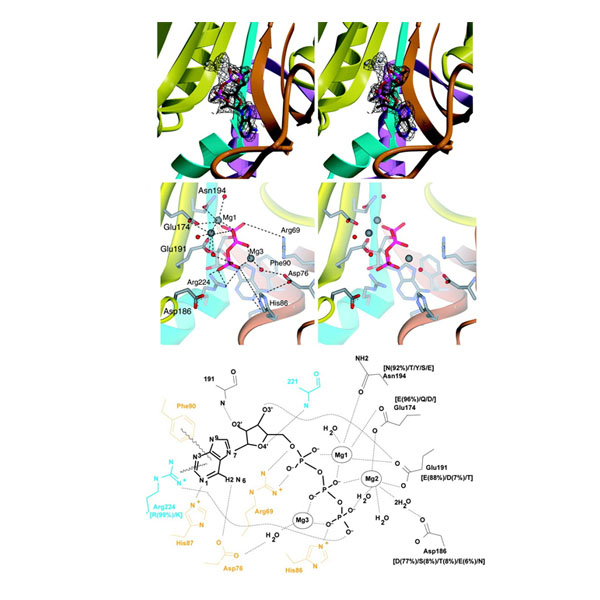 Asn194
Mg1
Glu174
Arg69
Glu191
Mg3
Phe90
Asp76
Arg224
His86
Asp186
NH2
[N(92%)/T/Y/S/E]
Asn194
O
191
O
221
O
N
N
[E(96%)/Q/D/]
Glu174
O
O
Phe90
O3'
O2'
H2O
N9
N3
O4'
N7
O⁻
P
O
Mg1
O
O
Glu191
[E(88%)/D(7%)/T]
N
N1
H2 N 6
O
P
O⁻
Mg2
N
N+
Arg224
[R(99%)/K]
N
N+
Arg69
O
H2O
2H2O
O
Mg3
O
P
O⁻
O⁻
H2O
O
N+
N
His87
O
O
Asp76
H2O
N+
N
His86
Asp186
[D(77%)/S(8%)/T(8%)/E(6%)/N]